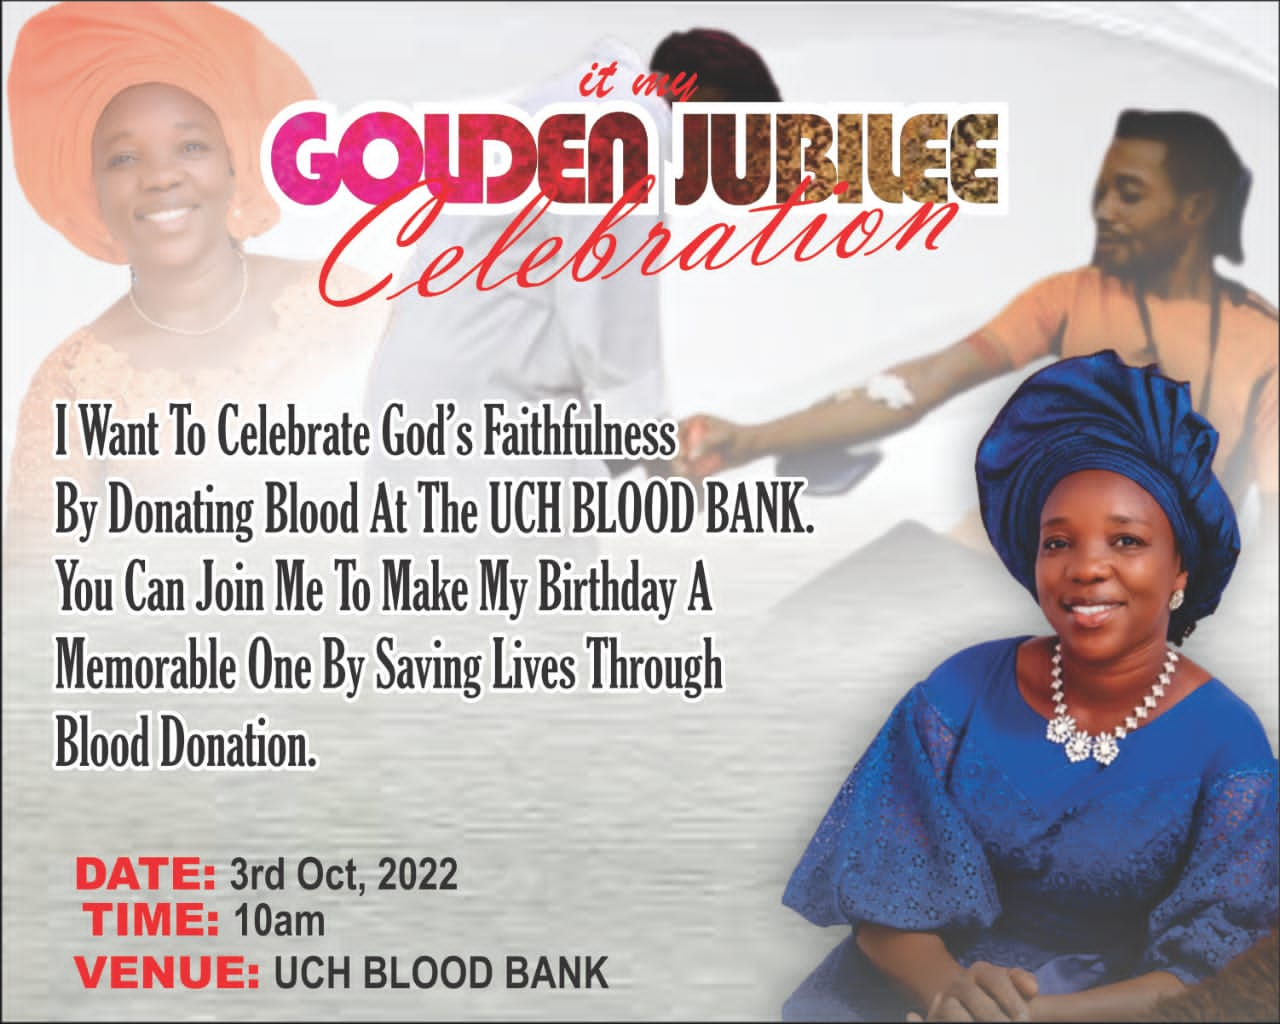 it my
GOLDEN JUBILEE
Celebration
I Want To Celebrate God's Faithfulness
By Donating Blood At The UCH BLOOD BANK.
You Can Join Me To Make My Birthday A
Memorable One By Saving Lives Through
Blood Donation.
DATE: 3rd Oct, 2022
TIME: 10am
VENUE: UCH BLOOD BANK